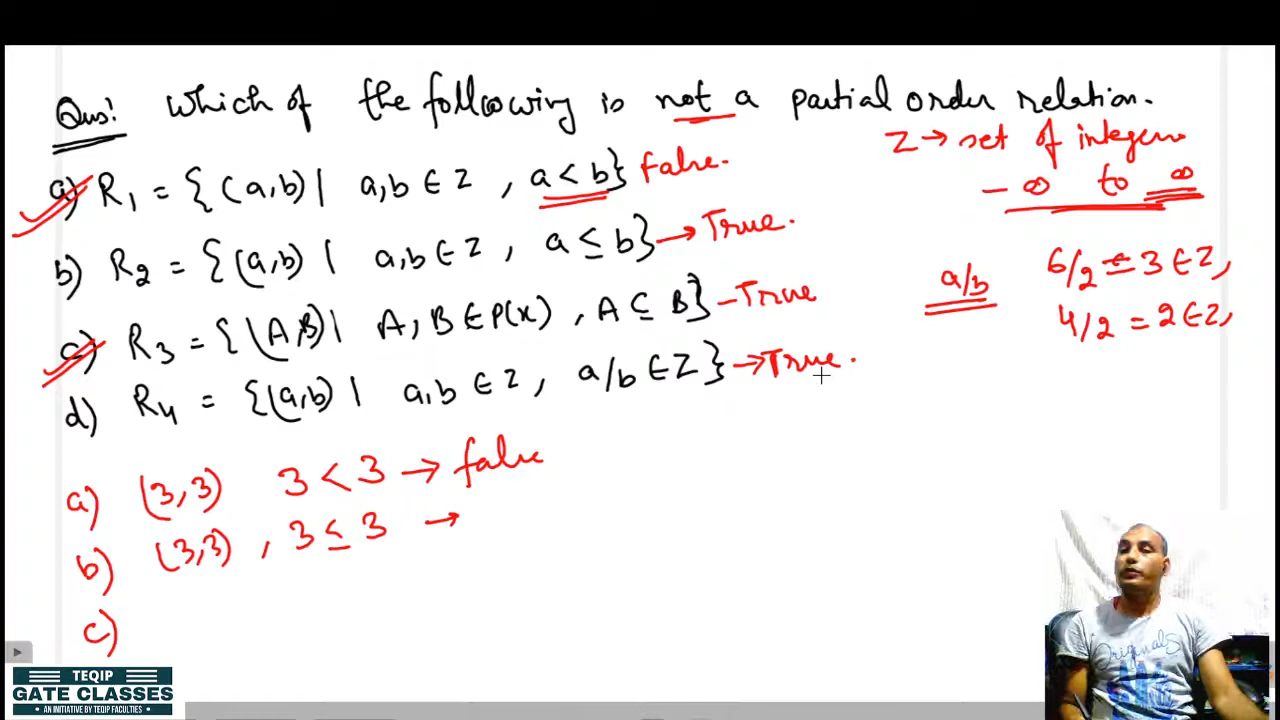 Qus: Which of the following is not a partial order relation.
Z → set of integers
- ∞ to ∞
a) R1 = {(a,b) | a,b ∈ Z , a < b} false.
b) R2 = {(a,b) | a,b ∈ Z , a ≤ b} → True.
c) R3 = {(A,B) | A, B ∈ P(X) , A ⊆ B} - True
d) R4 = {(a,b) | a,b ∈ Z , a/b ∈ Z} → True.
a/b
6/2 = 3 ∈ Z,
4/2 = 2 ∈ Z,
a) (3,3) 3 < 3 → false
b) (3,3) , 3 ≤ 3 →
c)
Originals
TEQIP
GATE CLASSES
AN INITIATIVE BY TEQIP FACULTIES